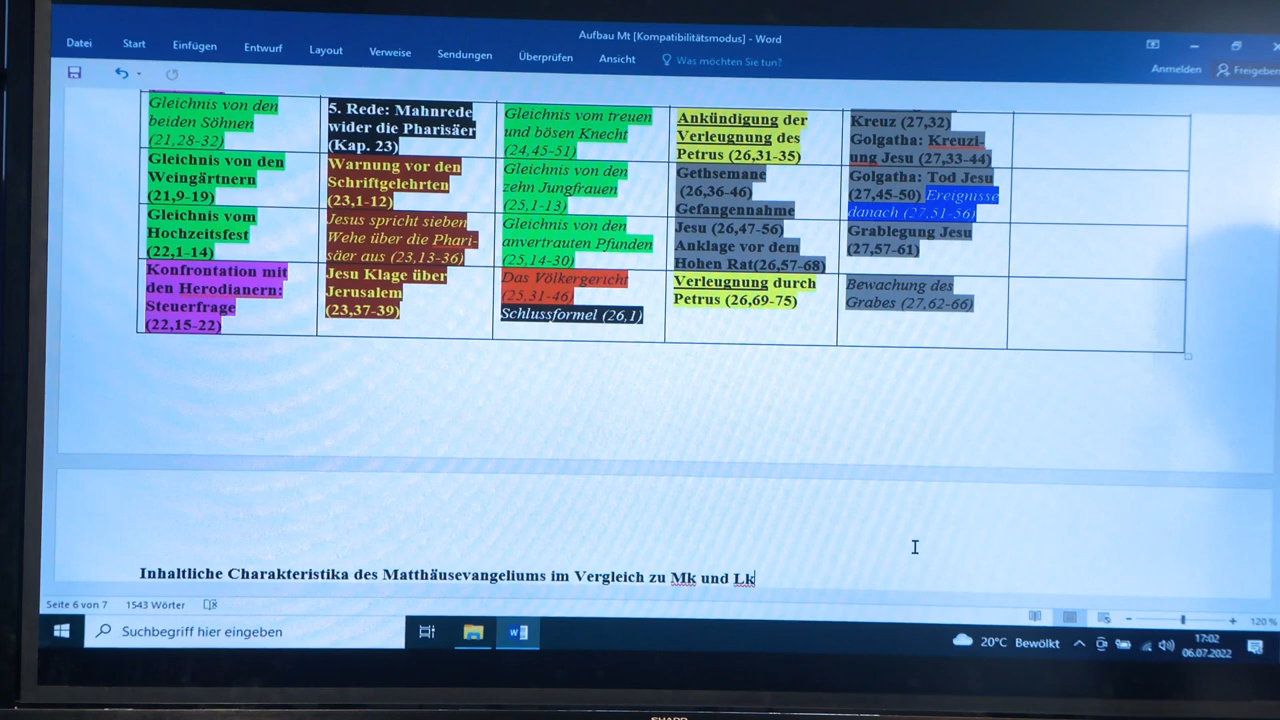 Aufbau Mt [Kompatibilitätsmodus] - Word
Datei Start Einfügen Entwurf Layout Verweise Sendungen Überprüfen Ansicht Was möchten Sie tun?
Anmelden Freigeben
Gleichnis von den
beiden Söhnen
(21,28-32)
5. Rede: Mahnrede
wider die Pharisäer
(Kap. 23)
Gleichnis vom treuen
und bösen Knecht
(24,45-51)
Ankündigung der
Verleugnung des
Petrus (26,31-35)
Kreuz (27,32)
Golgatha: Kreuzi-
ung Jesu (27,33-44)
Gleichnis von den
Weingärtnern
(21,9-19)
Warnung vor den
Schriftgelehrten
(23,1-12)
Gleichnis von den
zehn Jungfrauen
(25,1-13)
Gethsemane
(26,36-46)
Gefangennahme
Golgatha: Tod Jesu
(27,45-50) Ereignisse
danach (27,51-56)
Gleichnis vom
Hochzeitsfest
(22,1-14)
Jesus spricht sieben
Wehe über die Phari-
säer aus (23,13-36)
Gleichnis von den
anvertrauten Pfunden
(25,14-30)
Jesu (26,47-56)
Anklage vor dem
Hohen Rat(26,57-68)
Grablegung Jesu
(27,57-61)
Konfrontation mit
den Herodianern:
Steuerfrage
(22,15-22)
Jesu Klage über
Jerusalem
(23,37-39)
Das Völkergericht
(25,31-46)
Schlussformel (26,1)
Verleugnung durch
Petrus (26,69-75)
Bewachung des
Grabes (27,62-66)
Inhaltliche Charakteristika des Matthäusevangeliums im Vergleich zu Mk und Lk
Seite 6 von 7 1543 Wörter
120 %
Suchbegriff hier eingeben
20°C Bewölkt
17:02
06.07.2022